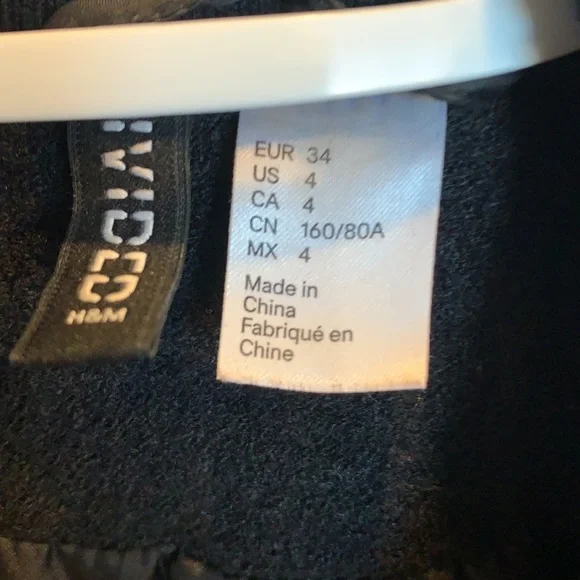 H&M
EUR 34
US 4
CA 4
CN 160/80A
MX 4
Made in
China
Fabriqué en
Chine